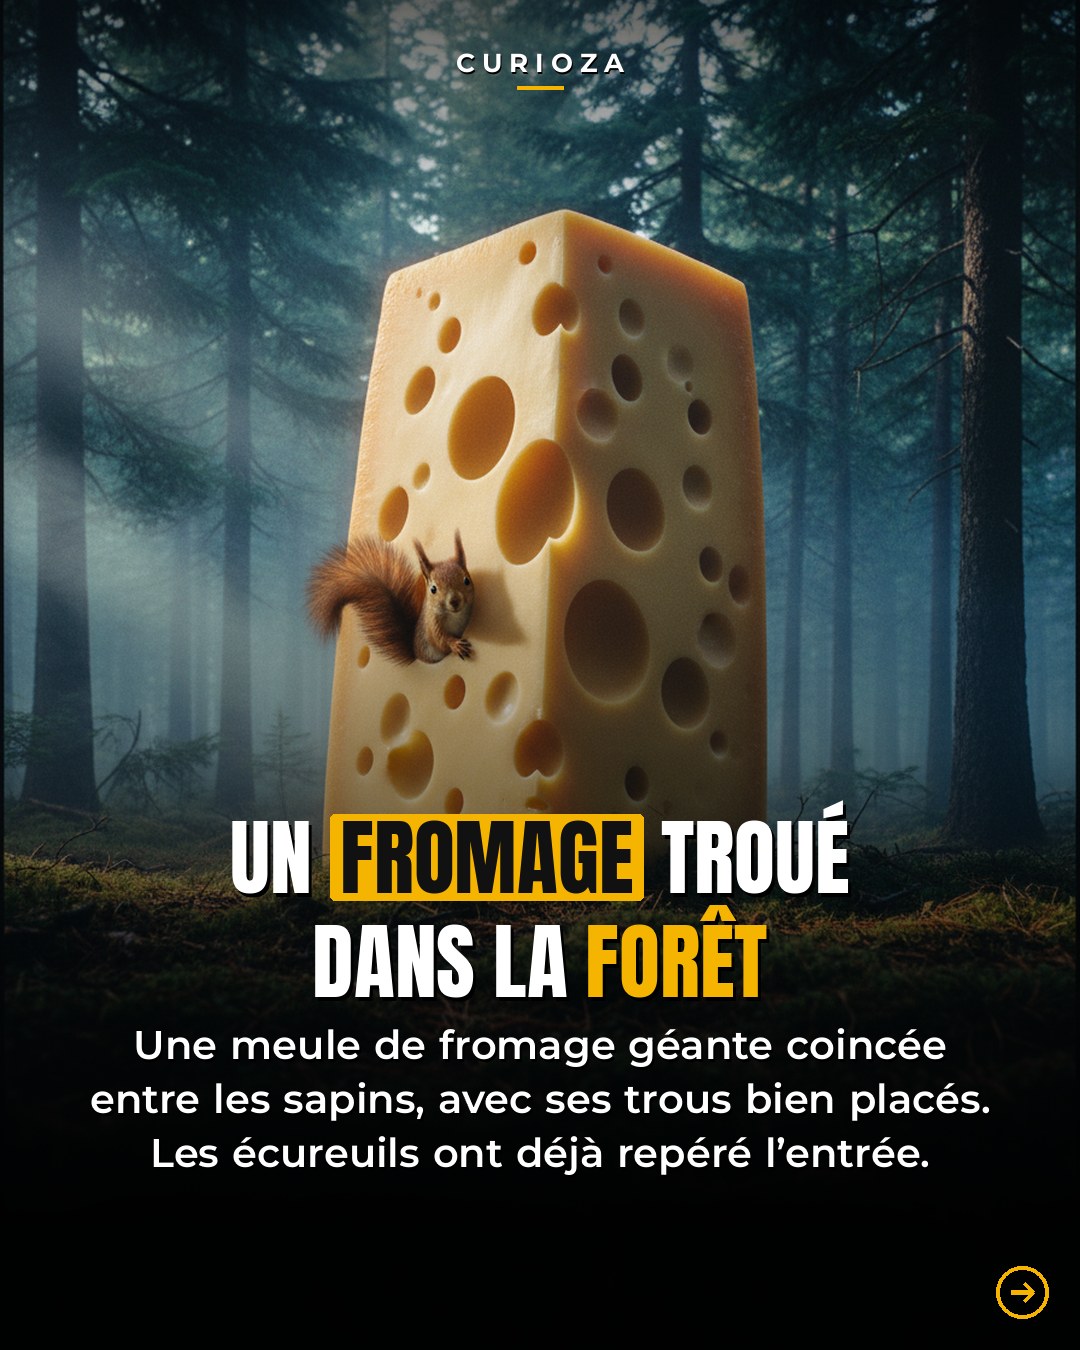 CURIOZA
UN FROMAGE TROUÉ
DANS LA FORÊT
Une meule de fromage géante coincée
entre les sapins, avec ses trous bien placés.
Les écureuils ont déjà repéré l’entrée.